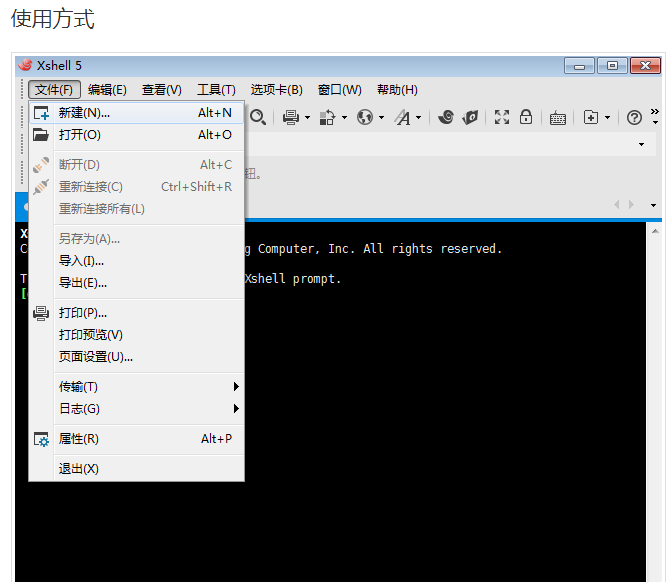 使用方式
Xshell 5
文件(F) 编辑(E) 查看(V) 工具(T) 选项卡(B) 窗口(W) 帮助(H)
新建(N)... Alt+N
打开(O) Alt+O
断开(D) Alt+C
钮。
重新连接(C) Ctrl+Shift+R
重新连接所有(L)
另存为(A)...
X
导入(I)...
C g Computer, Inc. All rights reserved.
导出(E)...
T Xshell prompt.
[
打印(P)...
打印预览(V)
页面设置(U)...
传输(T)
日志(G)
属性(R) Alt+P
退出(X)